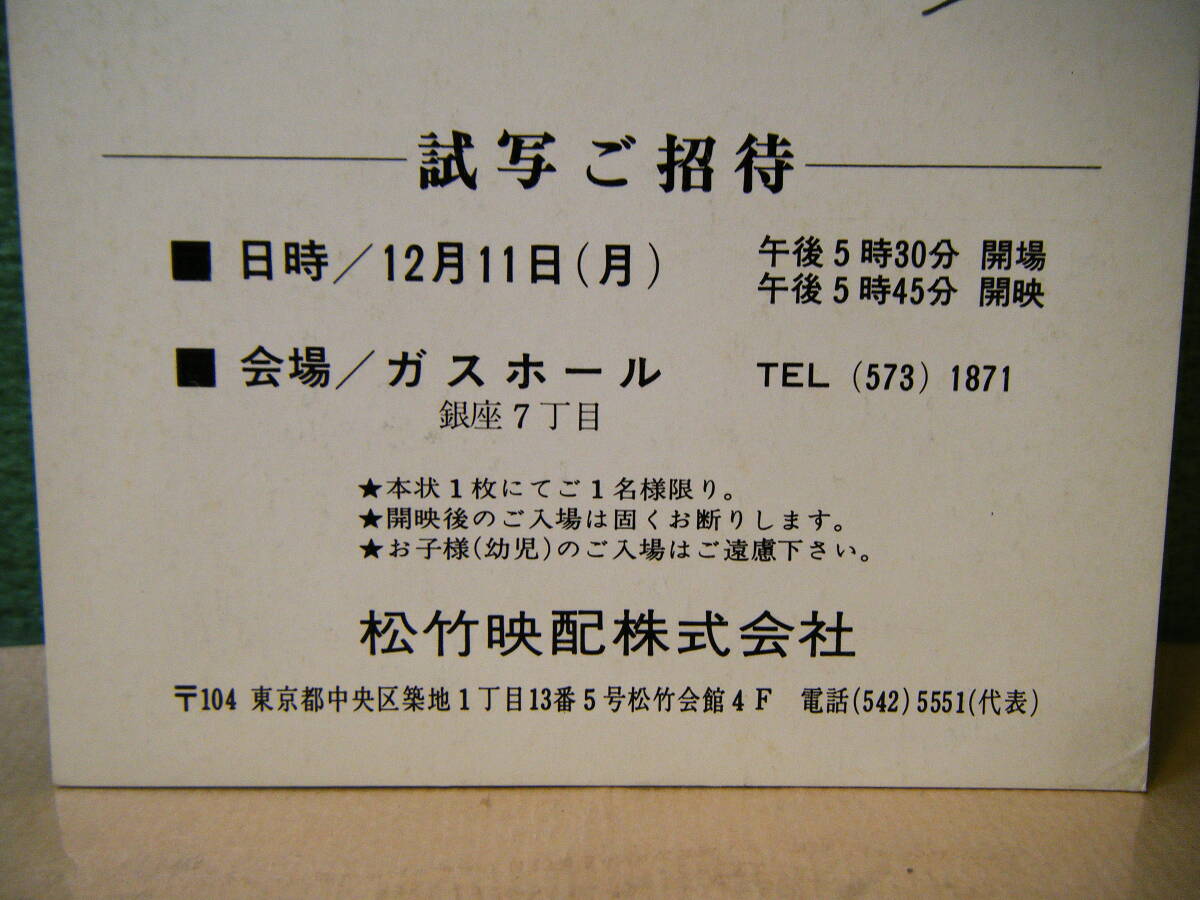 試写ご招待
■ 日時/12月11日(月) 午後5時30分 開場
午後5時45分 開映
■ 会場/ガスホール TEL (573) 1871
銀座7丁目
★本状1枚にてご1名様限り。
★開映後のご入場は固くお断りします。
★お子様(幼児)のご入場はご遠慮下さい。
松竹映配株式会社
〒104 東京都中央区築地1丁目13番5号松竹会館4F 電話(542)5551(代表)